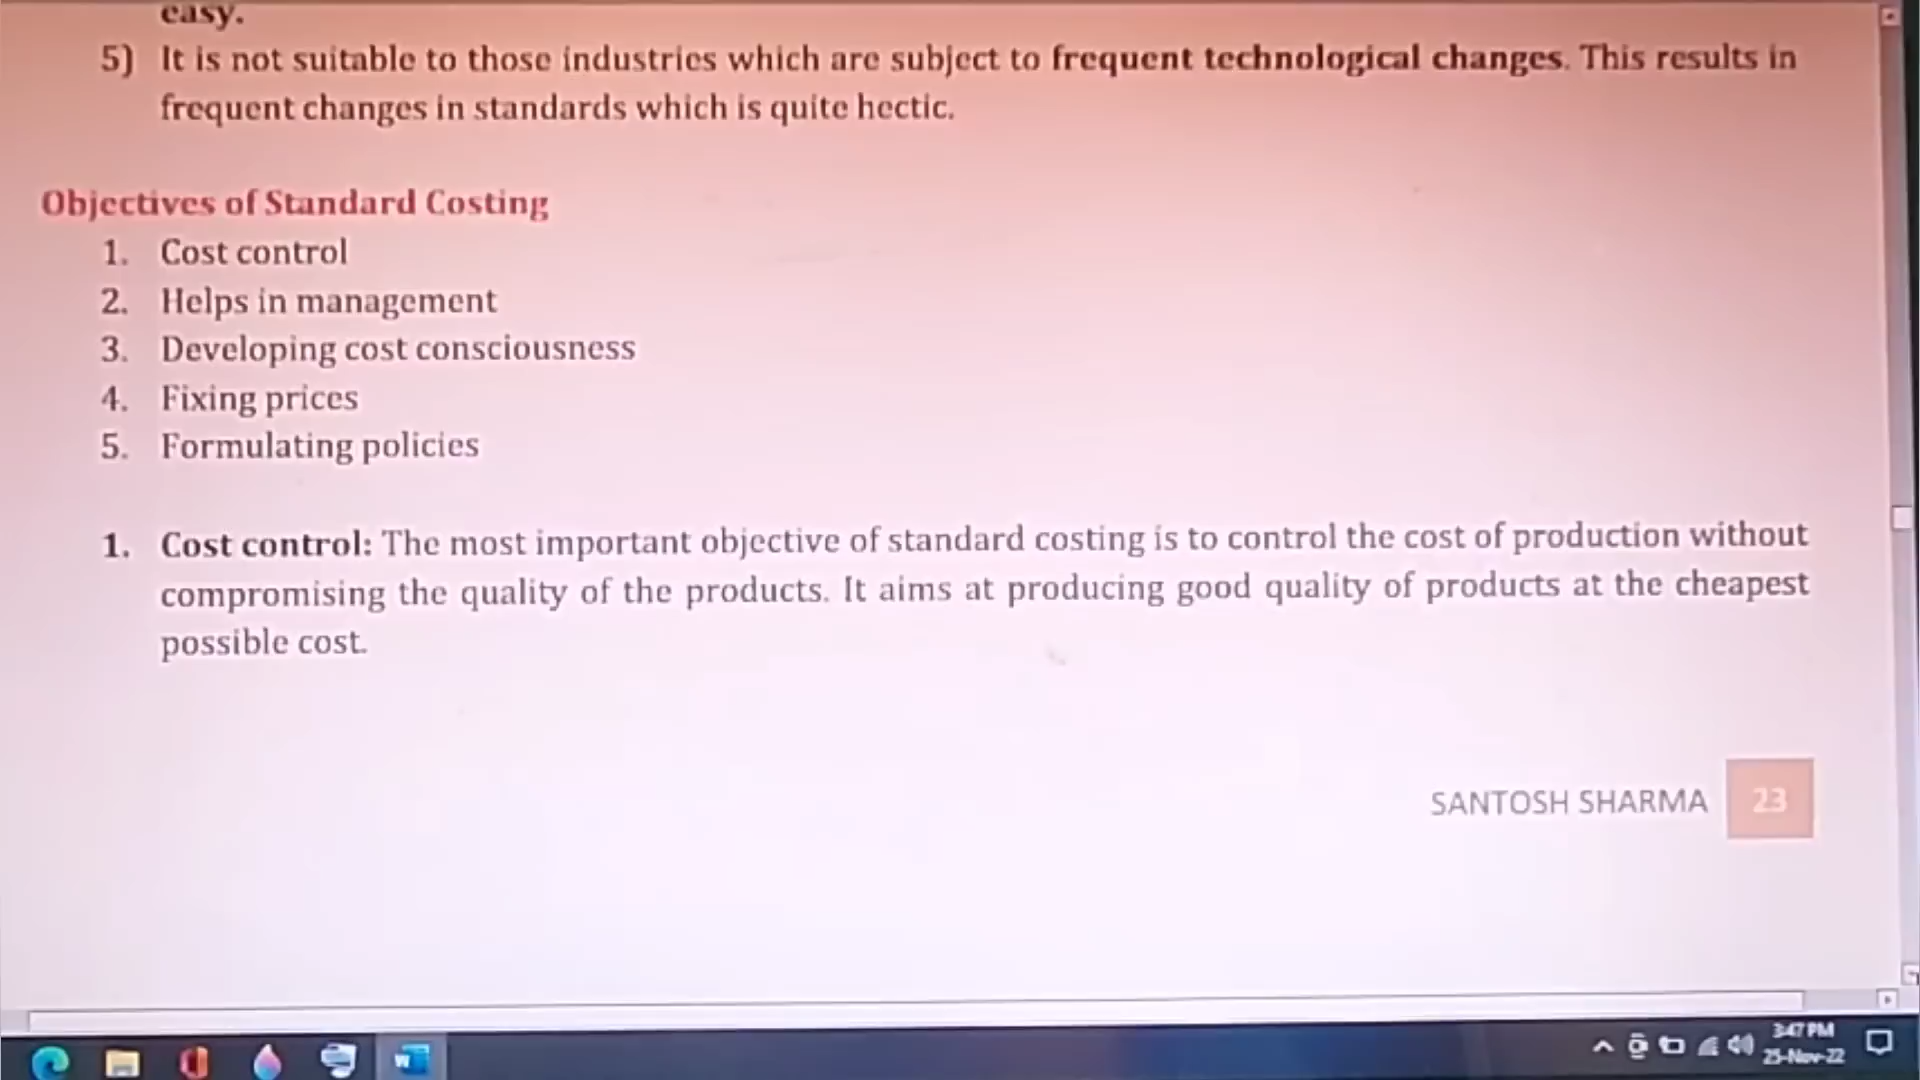 easy.
5) It is not suitable to those industries which are subject to frequent technological changes. This results in
frequent changes in standards which is quite hectic.
Objectives of Standard Costing
1. Cost control
2. Helps in management
3. Developing cost consciousness
4. Fixing prices
5. Formulating policies
1. Cost control: The most important objective of standard costing is to control the cost of production without
compromising the quality of the products. It aims at producing good quality of products at the cheapest
possible cost.
SANTOSH SHARMA 23
3:47 PM
25-Nov-22